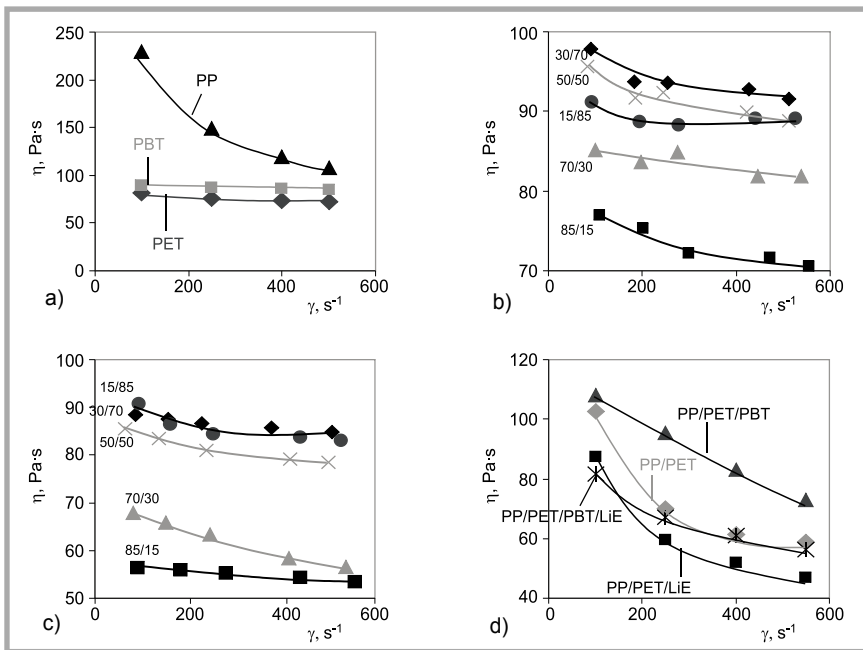 250
200
150
100
50
0
η, Pa·s
PP
PBT
PET
0
200
400
600
γ, s-1
a)
100
90
80
70
η, Pa·s
30/70
50/50
15/85
70/30
85/15
0
200
400
600
γ, s-1
b)
100
90
80
70
60
50
η, Pa·s
15/85
30/70
50/50
70/30
85/15
0
200
400
600
γ, s-1
c)
120
100
80
60
40
η, Pa·s
PP/PET/PBT
PP/PET
PP/PET/PBT/LiE
PP/PET/LiE
0
200
400
600
γ, s-1
d)